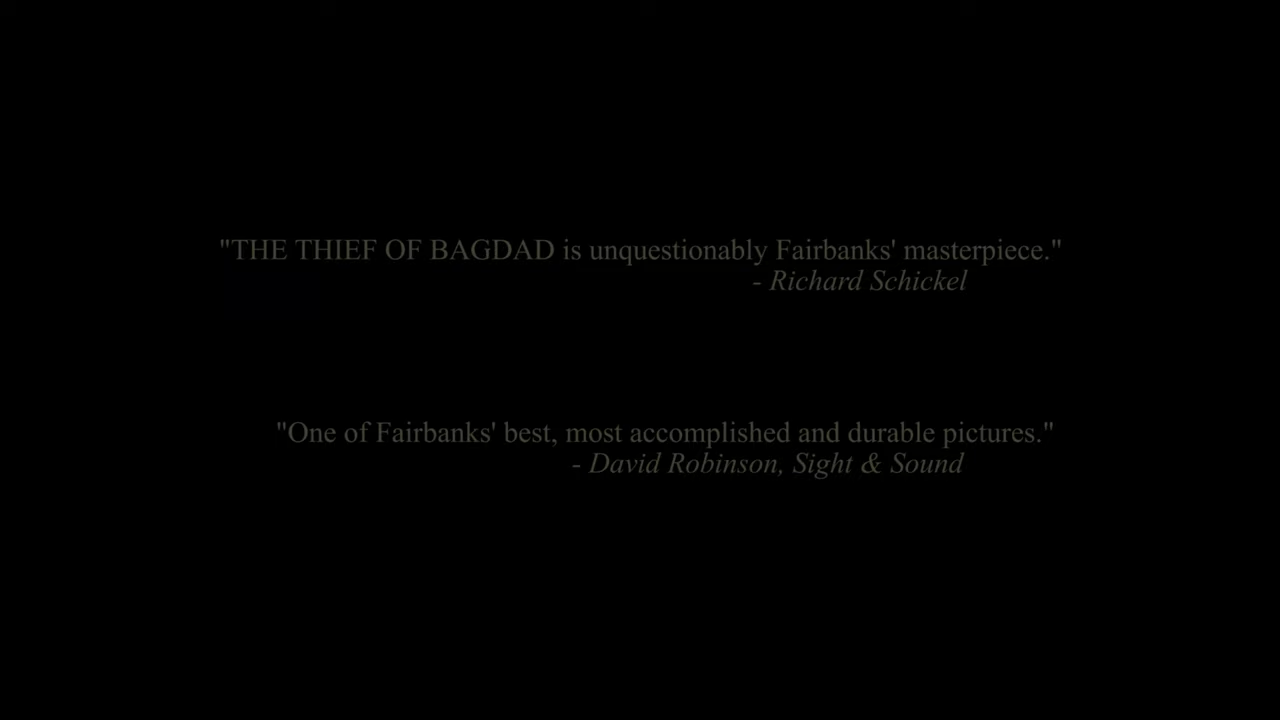 "THE THIEF OF BAGDAD is unquestionably Fairbanks' masterpiece."
- Richard Schickel
"One of Fairbanks' best, most accomplished and durable pictures."
- David Robinson, Sight & Sound